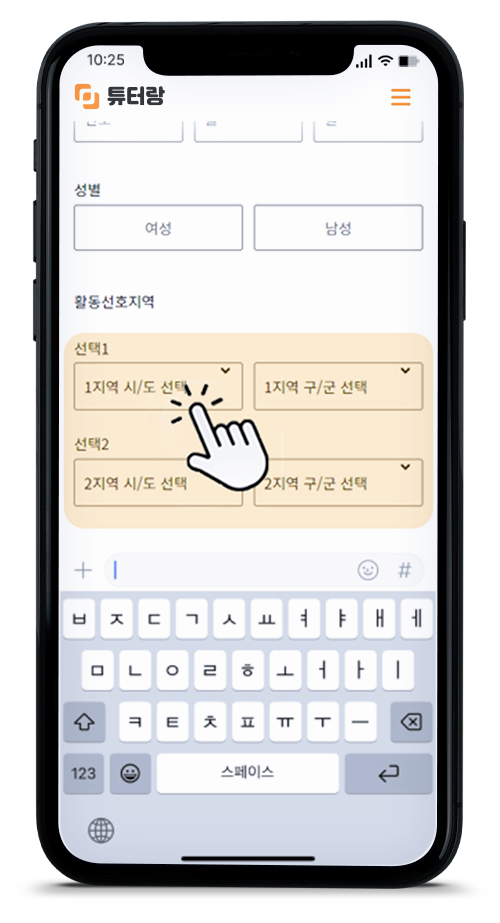 10:25
튜터랑
성별
여성 남성
활동선호지역
선택1
1지역 시/도 선택 1지역 구/군 선택
선택2
2지역 시/도 선택 2지역 구/군 선택
#
ㅂ ㅈ ㄷ ㄱ ㅅ ㅛ ㅕ ㅑ ㅐ ㅔ
ㅁ ㄴ ㅇ ㄹ ㅎ ㅗ ㅓ ㅏ ㅣ
ㅋ ㅌ ㅊ ㅍ ㅠ ㅜ ㅡ
123 스페이스